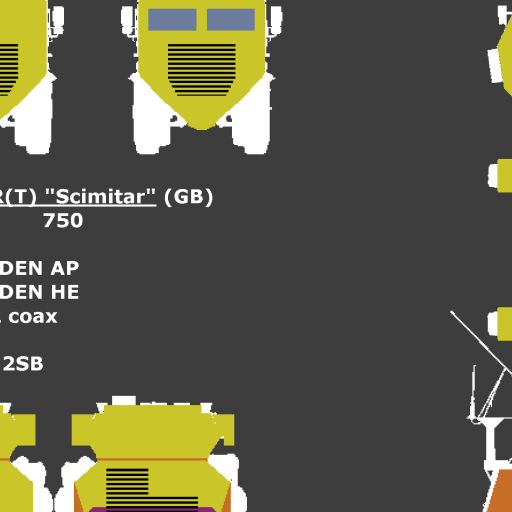 R(T) "Scimitar" (GB)
750
DEN AP
DEN HE
coax
2SB